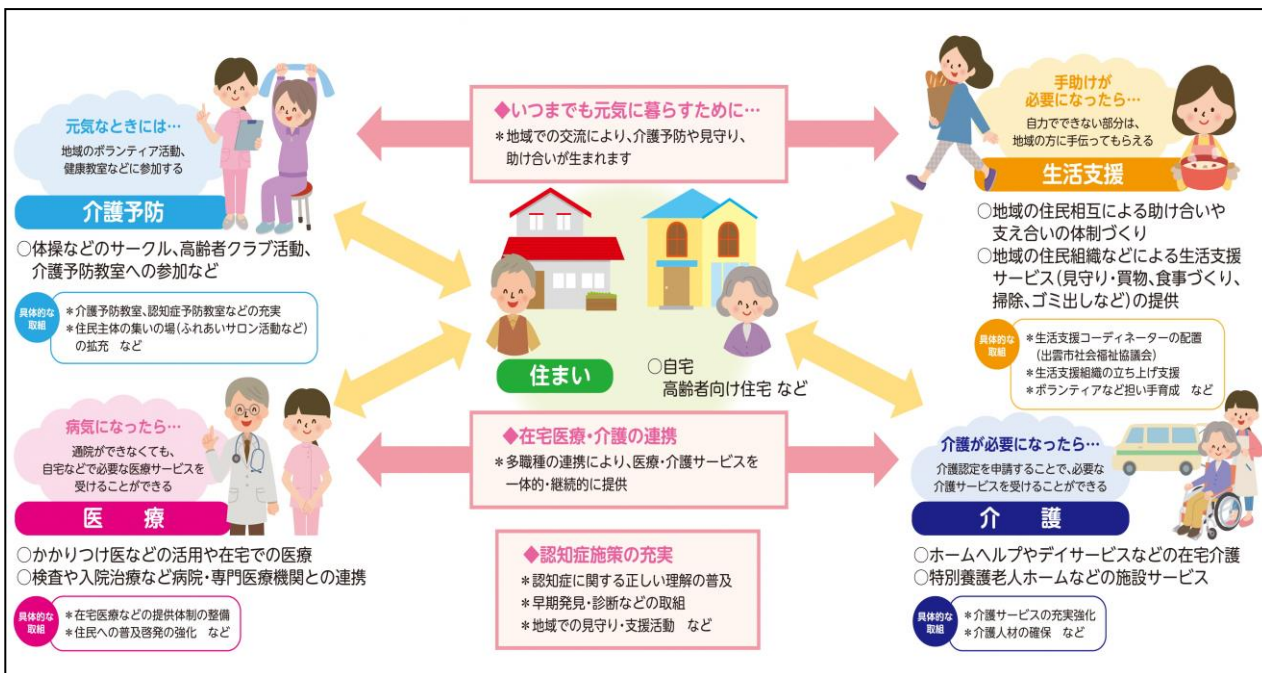 元気なときには…
地域のボランティア活動、
健康教室などに参加する
介護予防
○体操などのサークル、高齢者クラブ活動、
介護予防教室への参加など
具体的な
取組
*介護予防教室、認知症予防教室などの充実
*住民主体の集いの場(ふれあいサロン活動など)
の拡充 など
◆いつまでも元気に暮らすために…
*地域での交流により、介護予防や見守り、
助け合いが生まれます
手助けが
必要になったら…
自力でできない部分は、
地域の方に手伝ってもらえる
生活支援
○地域の住民相互による助け合いや
支え合いの体制づくり
○地域の住民組織などによる生活支援
サービス(見守り・買物、食事づくり、
掃除、ゴミ出しなど)の提供
具体的な
取組
*生活支援コーディネーターの配置
(出雲市社会福祉協議会)
*生活支援組織の立ち上げ支援
*ボランティアなど担い手育成 など
住まい
○自宅
高齢者向け住宅 など
病気になったら…
通院ができなくても、
自宅などで必要な医療サービスを
受けることができる
医 療
○かかりつけ医などの活用や在宅での医療
○検査や入院治療など病院・専門医療機関との連携
具体的な
取組
*在宅医療などの提供体制の整備
*住民への普及啓発の強化 など
◆在宅医療・介護の連携
*多職種の連携により、医療・介護サービスを
一体的・継続的に提供
◆認知症施策の充実
*認知症に関する正しい理解の普及
*早期発見・診断などの取組
*地域での見守り・支援活動 など
介護が必要になったら…
介護認定を申請することで、必要な
介護サービスを受けることができる
介 護
○ホームヘルプやデイサービスなどの在宅介護
○特別養護老人ホームなどの施設サービス
具体的な
取組
*介護サービスの充実強化
*介護人材の確保 など